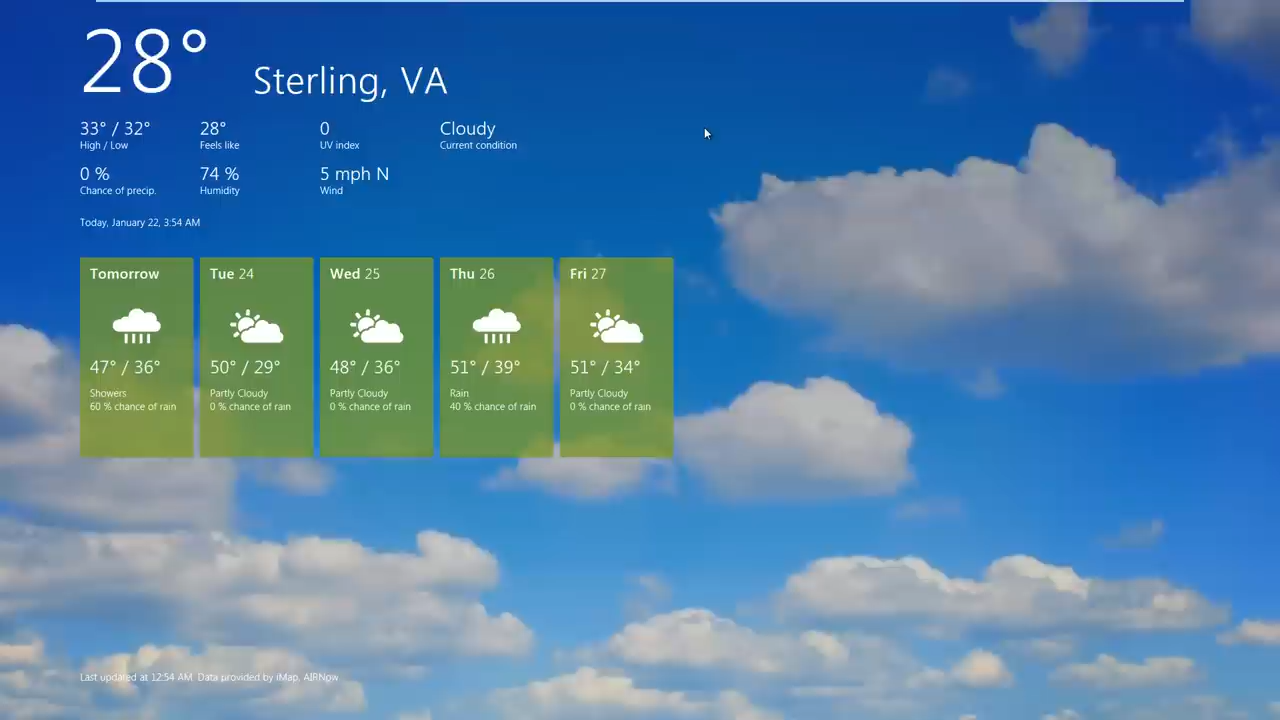 28°
Sterling, VA
33° / 32°
High / Low
28°
Feels like
0
UV index
Cloudy
Current condition
0 %
Chance of precip.
74 %
Humidity
5 mph N
Wind
Today, January 22, 3:54 AM
Tomorrow
47° / 36°
Showers
60 % chance of rain
Tue 24
50° / 29°
Partly Cloudy
0 % chance of rain
Wed 25
48° / 36°
Partly Cloudy
0 % chance of rain
Thu 26
51° / 39°
Rain
40 % chance of rain
Fri 27
51° / 34°
Partly Cloudy
0 % chance of rain
Last updated at 12:54 AM. Data provided by iMap, AIRNow